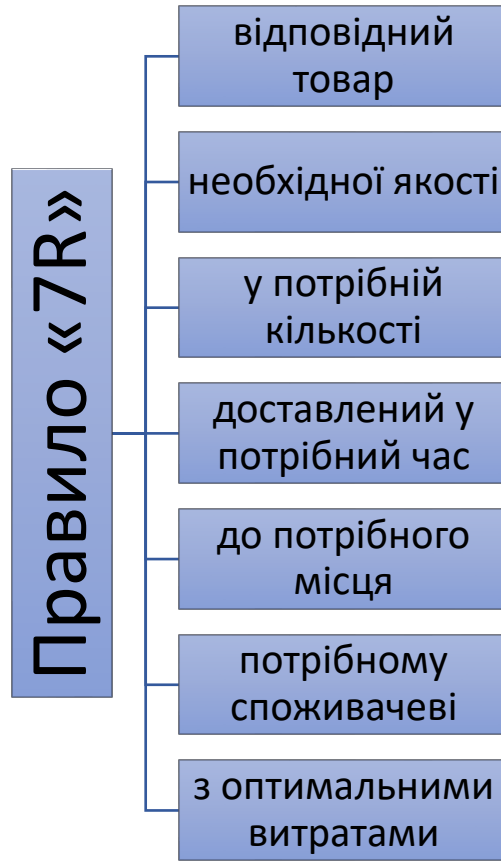 Правило «7R»
відповідний
товар
необхідної якості
у потрібній
кількості
доставлений у
потрібний час
до потрібного
місця
потрібному
споживачеві
з оптимальними
витратами